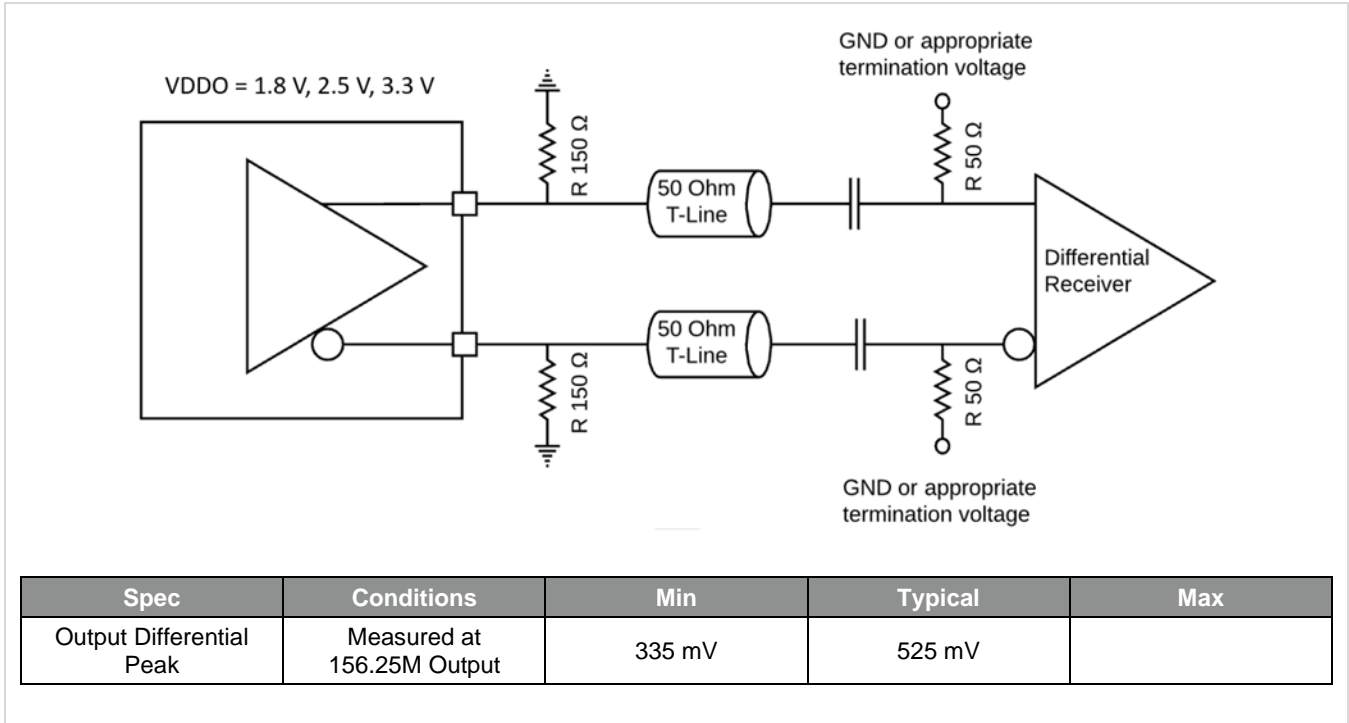 GND or appropriate
termination voltage
VDDO = 1.8 V, 2.5 V, 3.3 V
R 150 Ω
R 50 Ω
50 Ohm
T-Line
Differential
Receiver
50 Ohm
T-Line
R 150 Ω
R 50 Ω
GND or appropriate
termination voltage
Spec Conditions Min Typical Max
Output Differential
Peak
Measured at
156.25M Output
335 mV
525 mV